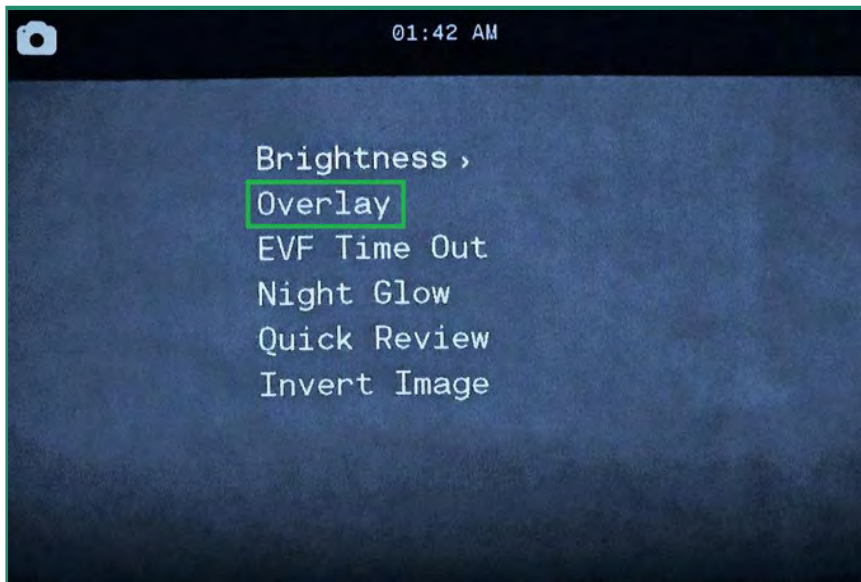 01:42 AM
Brightness ›
Overlay
EVF Time Out
Night Glow
Quick Review
Invert Image